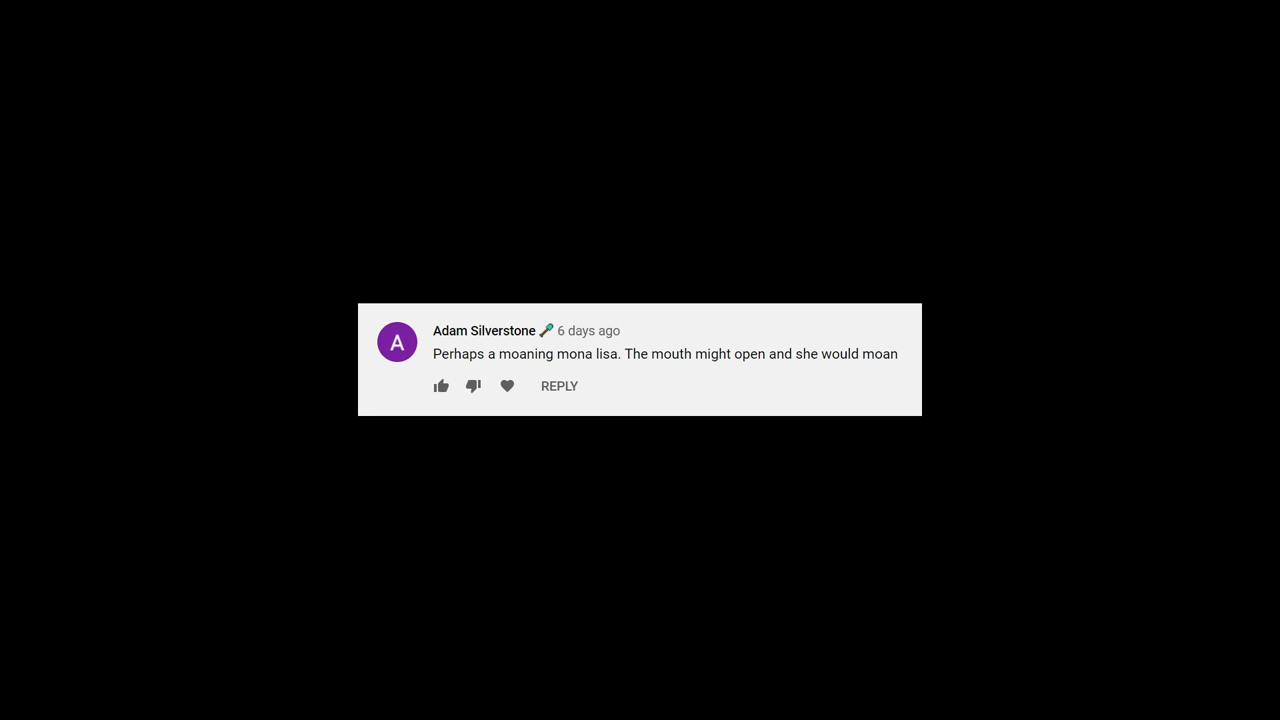 A
Adam Silverstone 6 days ago
Perhaps a moaning mona lisa. The mouth might open and she would moan
REPLY